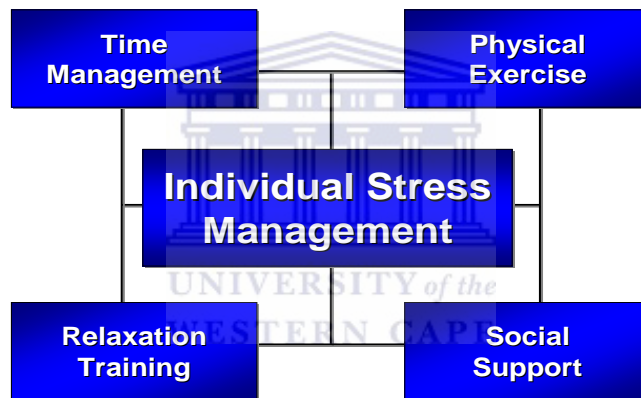 Time
Management
Physical
Exercise
Individual Stress
Management
UNIVERSITY of the
WESTERN CAPE
Relaxation
Training
Social
Support